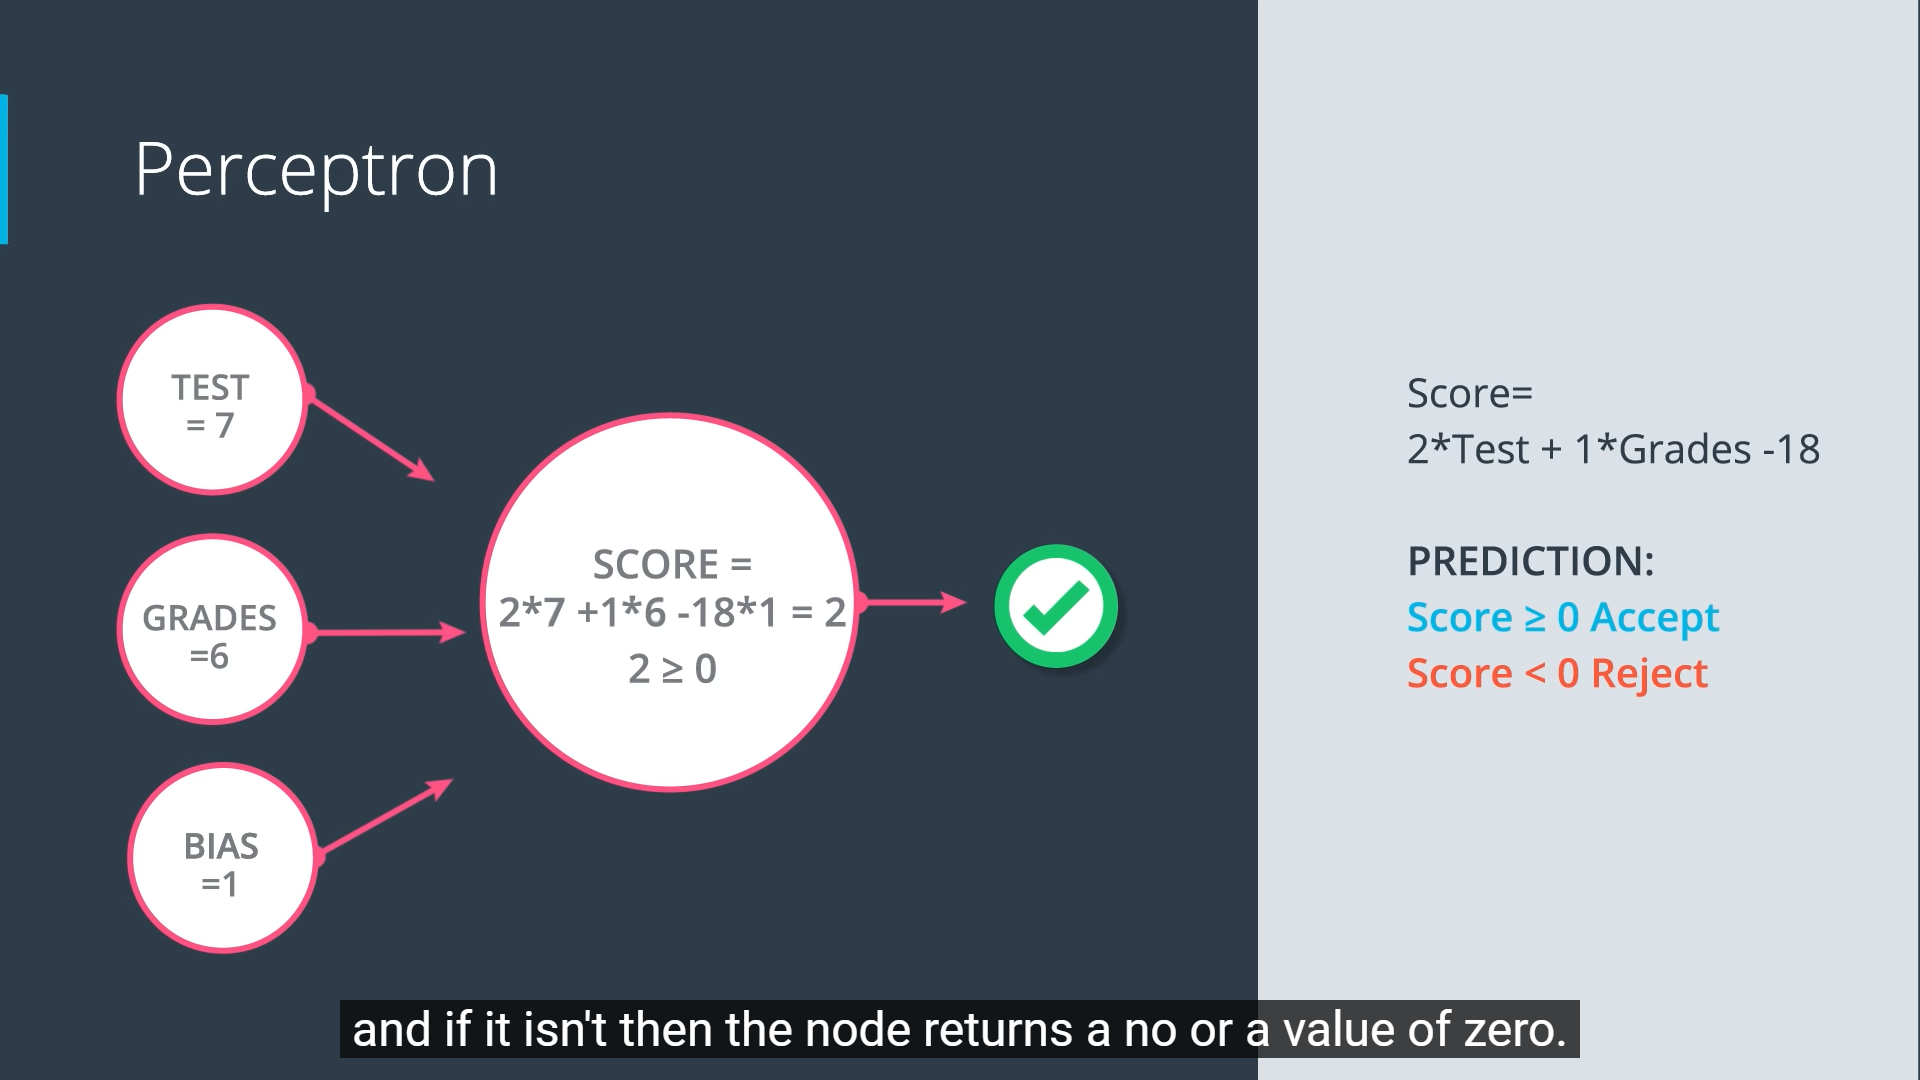 Perceptron
TEST
= 7
GRADES
=6
BIAS
=1
SCORE =
2*7 +1*6 -18*1 = 2
2 ≥ 0
Score=
2*Test + 1*Grades -18
PREDICTION:
Score ≥ 0 Accept
Score < 0 Reject
and if it isn't then the node returns a no or a value of zero.